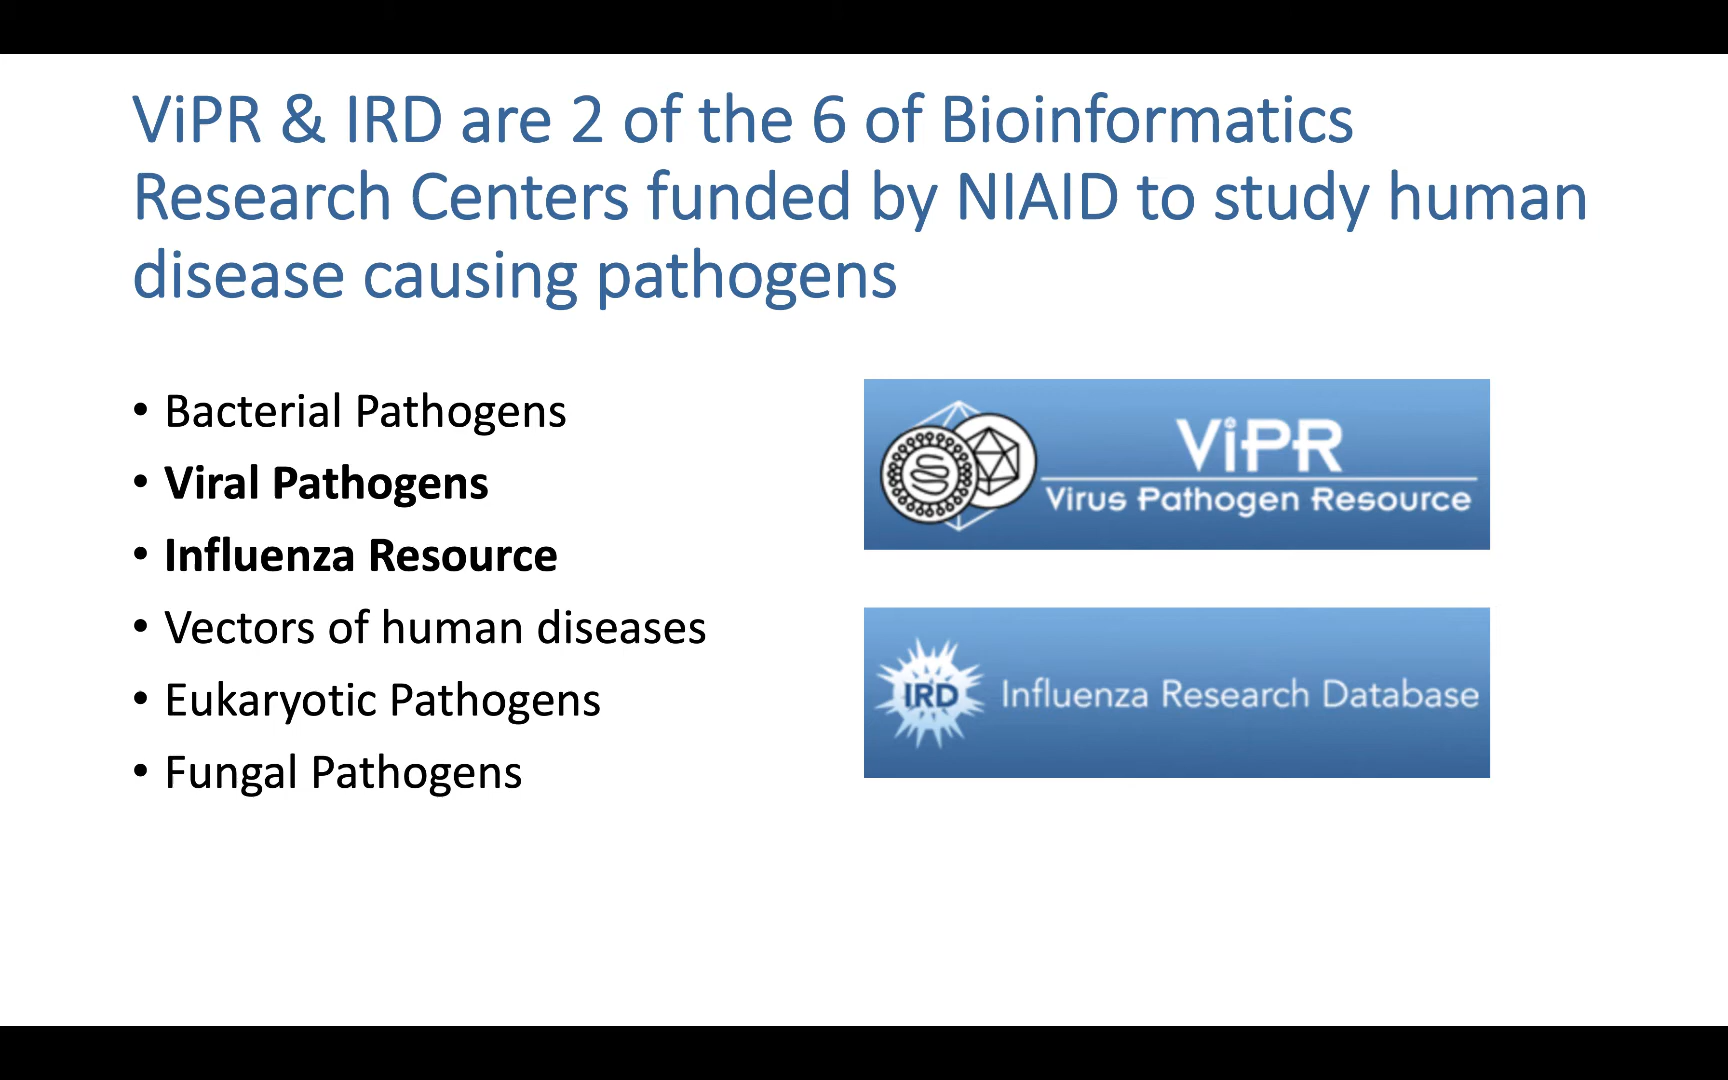 ViPR & IRD are 2 of the 6 of Bioinformatics
Research Centers funded by NIAID to study human
disease causing pathogens
• Bacterial Pathogens
• Viral Pathogens
• Influenza Resource
• Vectors of human diseases
• Eukaryotic Pathogens
• Fungal Pathogens
ViPR
Virus Pathogen Resource
IRD Influenza Research Database